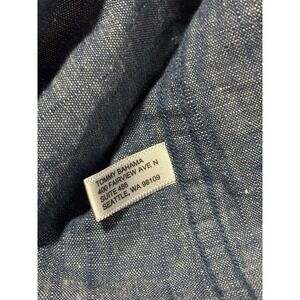 TOMMY BAHAMA
400 FAIRVIEW AVE N
SUITE 488
SEATTLE, WA 98109